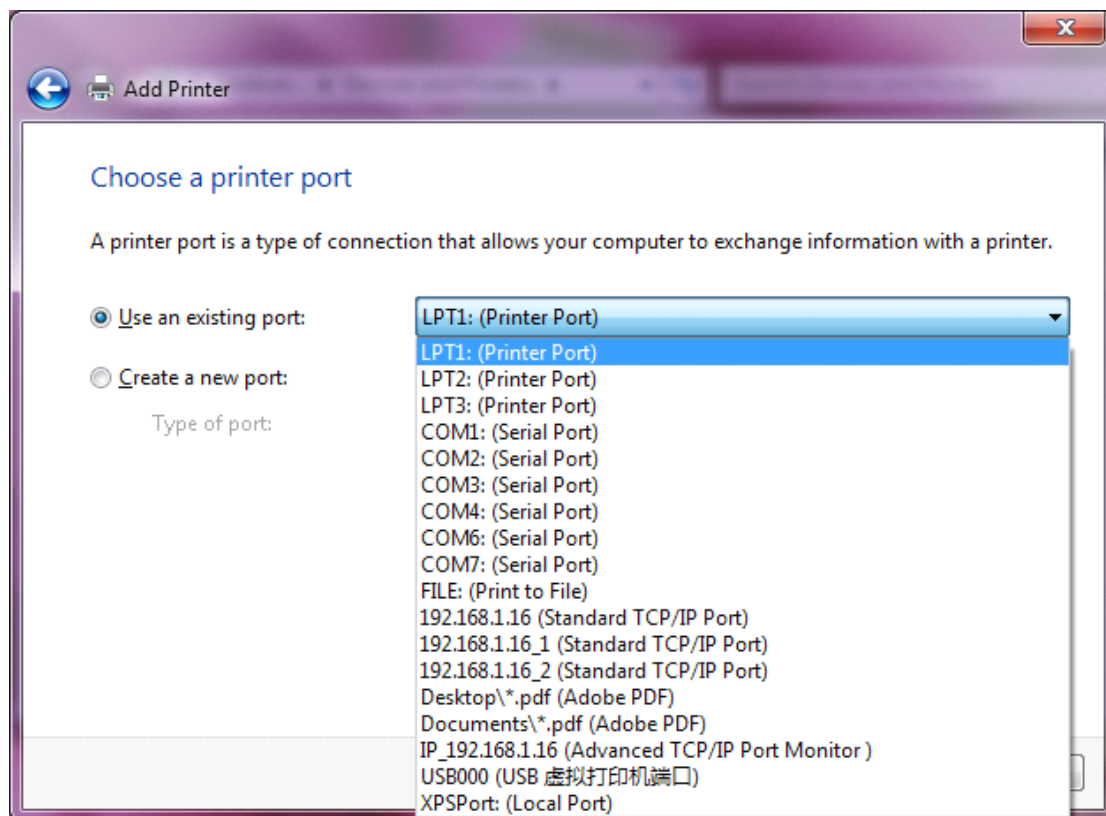 Add Printer
Choose a printer port
A printer port is a type of connection that allows your computer to exchange information with a printer.
Use an existing port:
LPT1: (Printer Port)
LPT1: (Printer Port)
LPT2: (Printer Port)
Create a new port:
LPT3: (Printer Port)
Type of port:
COM1: (Serial Port)
COM2: (Serial Port)
COM3: (Serial Port)
COM4: (Serial Port)
COM6: (Serial Port)
COM7: (Serial Port)
FILE: (Print to File)
192.168.1.16 (Standard TCP/IP Port)
192.168.1.16_1 (Standard TCP/IP Port)
192.168.1.16_2 (Standard TCP/IP Port)
Desktop\*.pdf (Adobe PDF)
Documents\*.pdf (Adobe PDF)
IP_192.168.1.16 (Advanced TCP/IP Port Monitor )
USB000 (USB 虚拟打印机端口)
XPSPort: (Local Port)